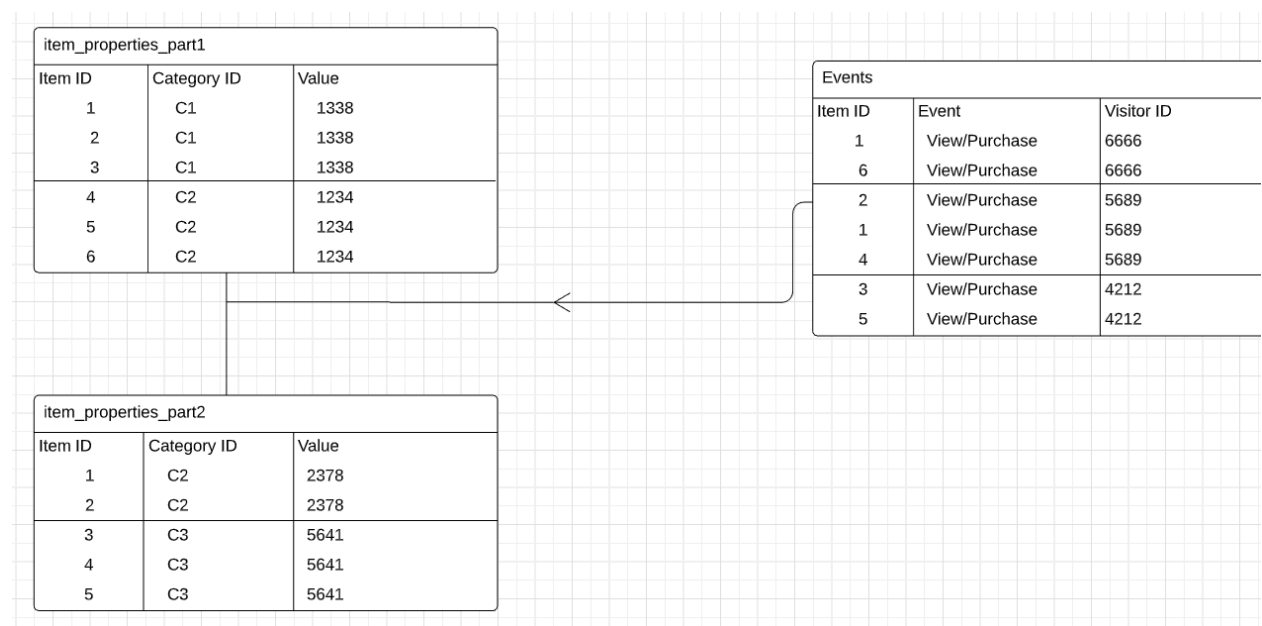 item_properties_part1
Item ID Category ID Value
1 C1 1338
2 C1 1338
3 C1 1338
4 C2 1234
5 C2 1234
6 C2 1234
Events
Item ID Event Visitor ID
1 View/Purchase 6666
6 View/Purchase 6666
2 View/Purchase 5689
1 View/Purchase 5689
4 View/Purchase 5689
3 View/Purchase 4212
5 View/Purchase 4212
item_properties_part2
Item ID Category ID Value
1 C2 2378
2 C2 2378
3 C3 5641
4 C3 5641
5 C3 5641